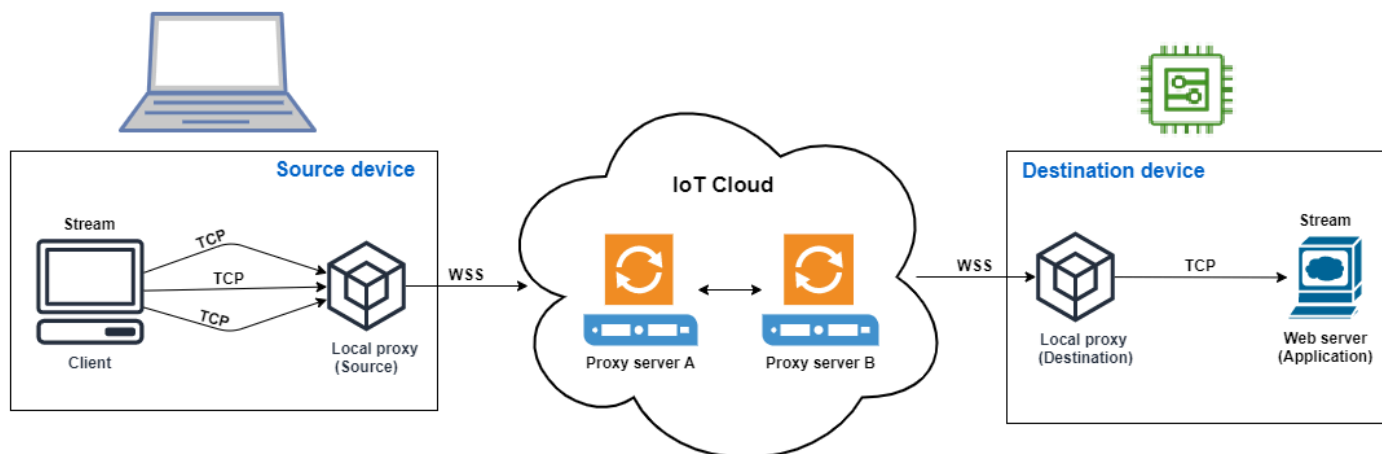 Source device
Stream
TCP
TCP
TCP
Client
Local proxy
(Source)
WSS
IoT Cloud
Proxy server A
Proxy server B
WSS
Destination device
Local proxy
(Destination)
TCP
Stream
Web server
(Application)